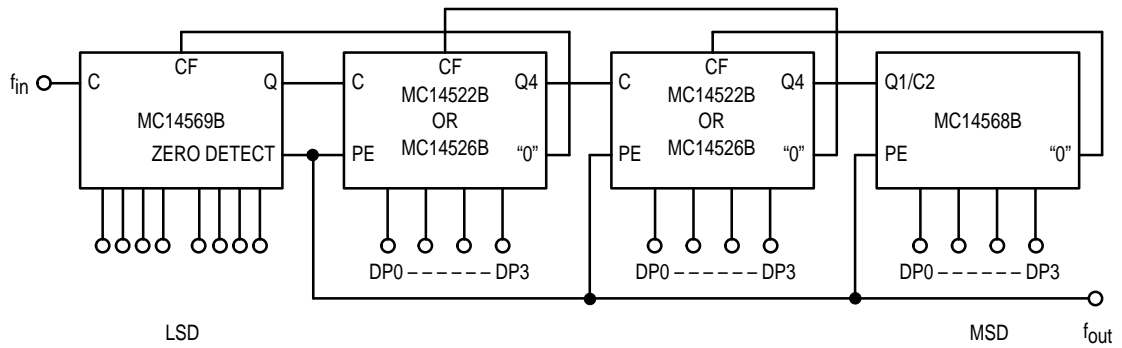 fin
C
CF
Q
MC14569B
ZERO DETECT
C
CF
Q4
MC14522B
OR
MC14526B
PE
"0"
DP0 – – – – – – DP3
C
CF
Q4
MC14522B
OR
MC14526B
PE
"0"
DP0 – – – – – – DP3
Q1/C2
MC14568B
PE
"0"
DP0 – – – – – – DP3
LSD
MSD
fout